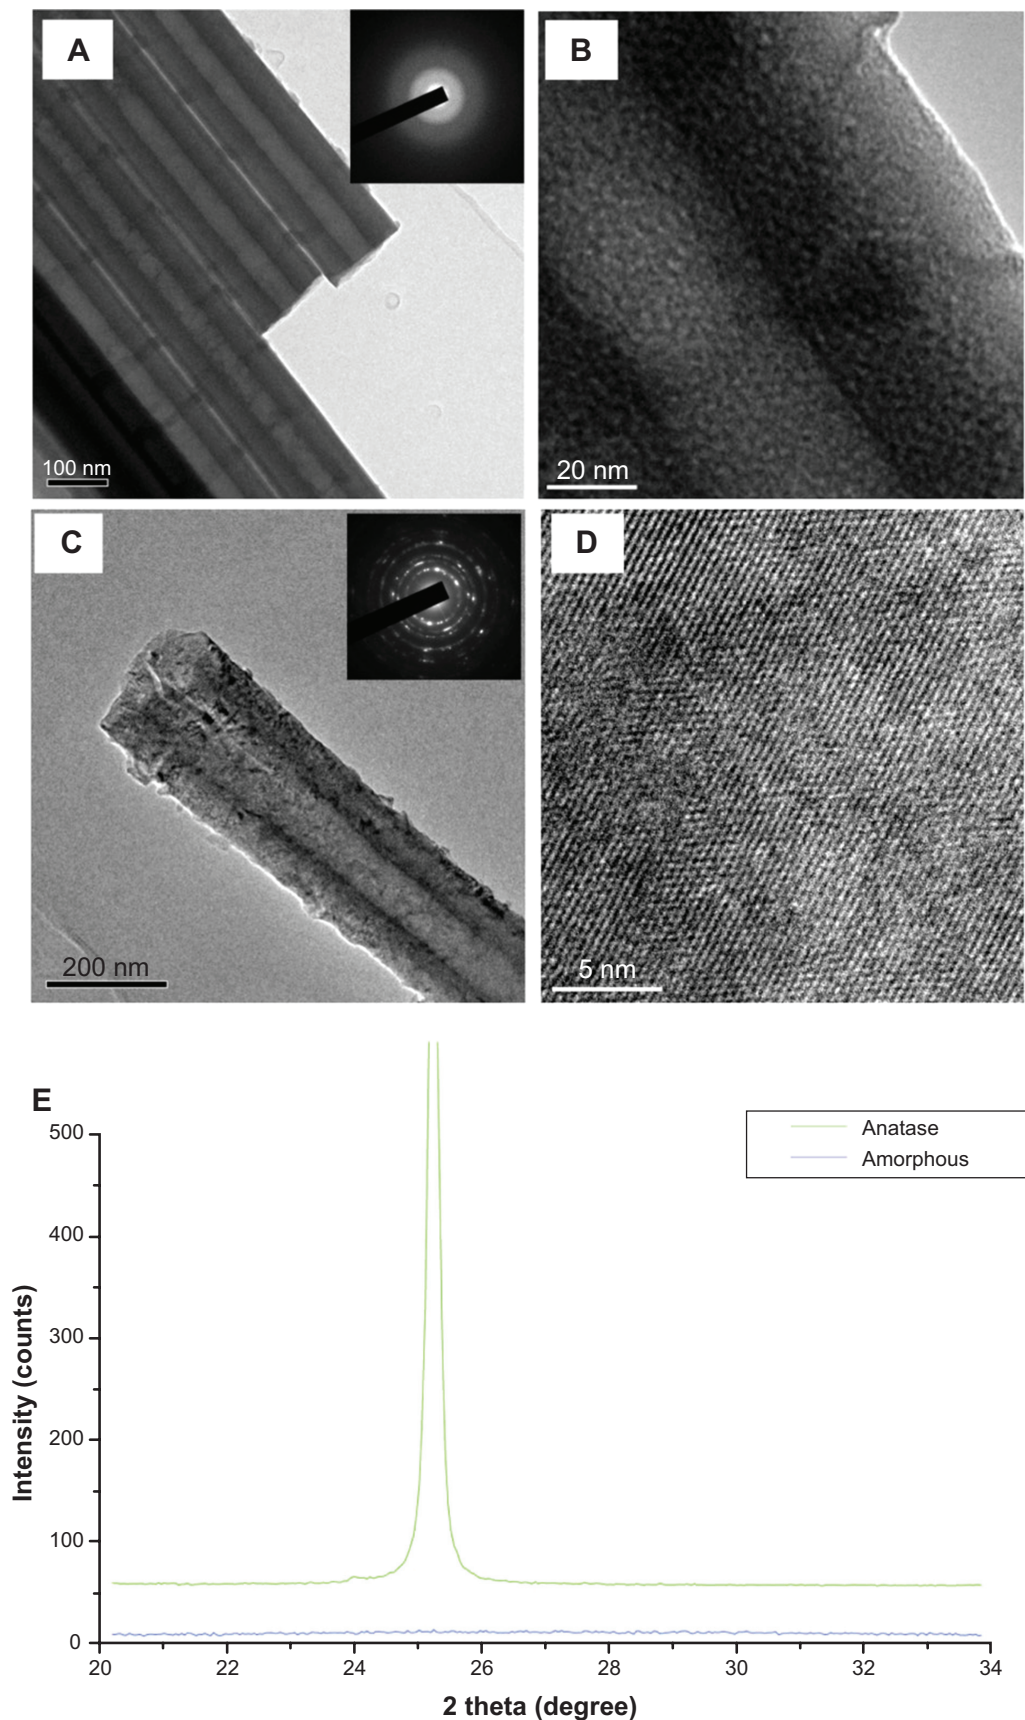 A
B
100 nm
20 nm
C
D
200 nm
5 nm
E
500
400
300
200
100
0
Intensity (counts)
Anatase
Amorphous
20 22 24 26 28 30 32 34
2 theta (degree)